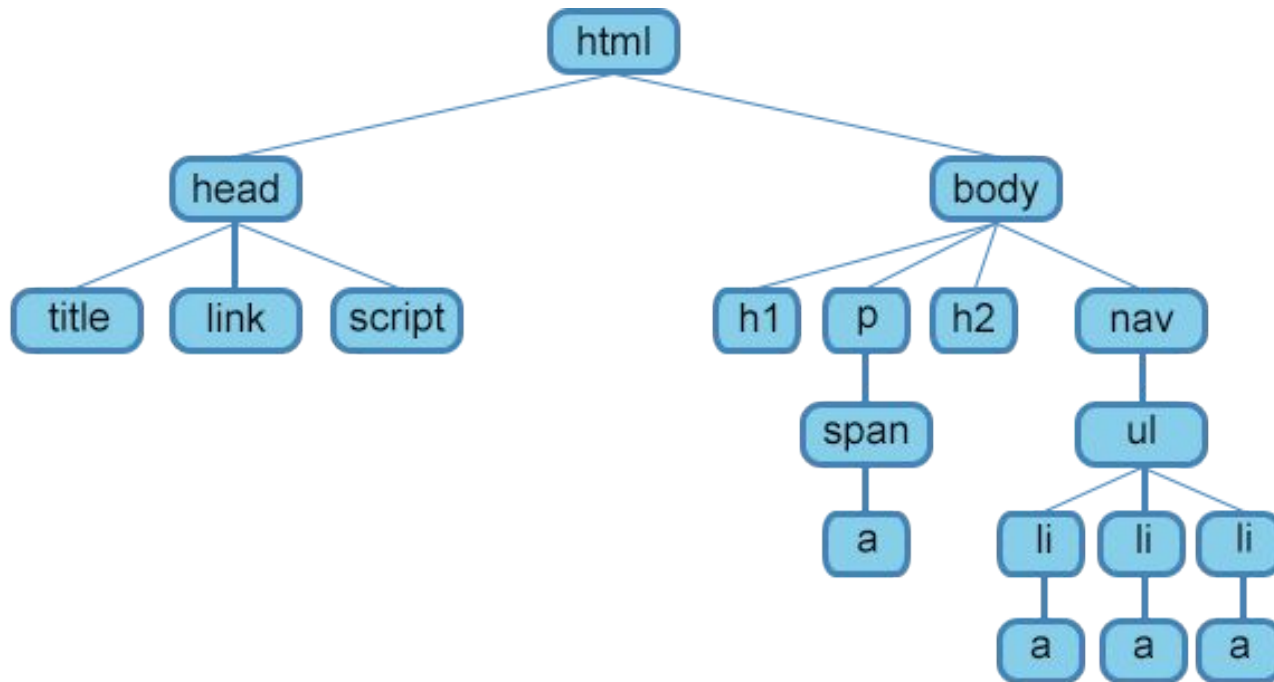 html
head body
title link script h1 p h2 nav
span ul
a li li li
a a a